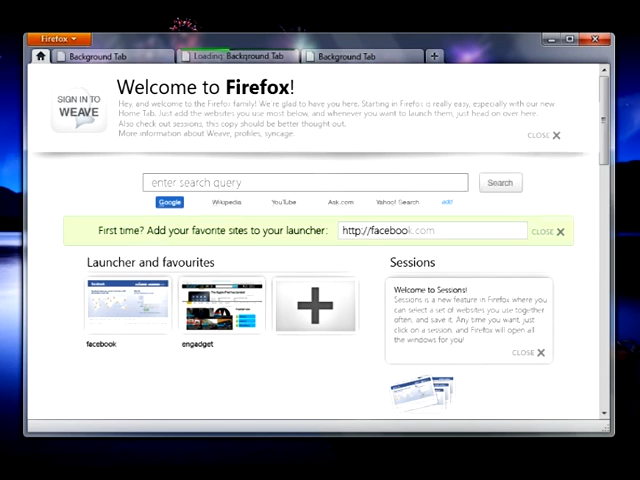 Firefox
Background Tab
Loading: Background Tab
Background Tab
SIGN IN TO
WEAVE
Welcome to Firefox!
Hey, and welcome to the Firefox family! We're glad to have you here. Starting in Firefox is really easy, especially with our new
Home Tab. Just add the websites you use most below, and whenever you want to launch them, just head on over here.
Also check out sessions, this copy should be better thought out.
More information about Weave, profiles, syncage.
CLOSE
enter search query
Search
Google
Wikipedia
YouTube
Ask.com
Yahoo! Search
First time? Add your favorite sites to your launcher:
http://facebook.com
CLOSE
Launcher and favourites
Sessions
facebook
engadget
Welcome to Sessions!
Sessions is a new feature in Firefox where you
can select a set of websites you use together
often, and save it. Any time you want, just
click on a session, and Firefox will open all
the windows for you!
CLOSE